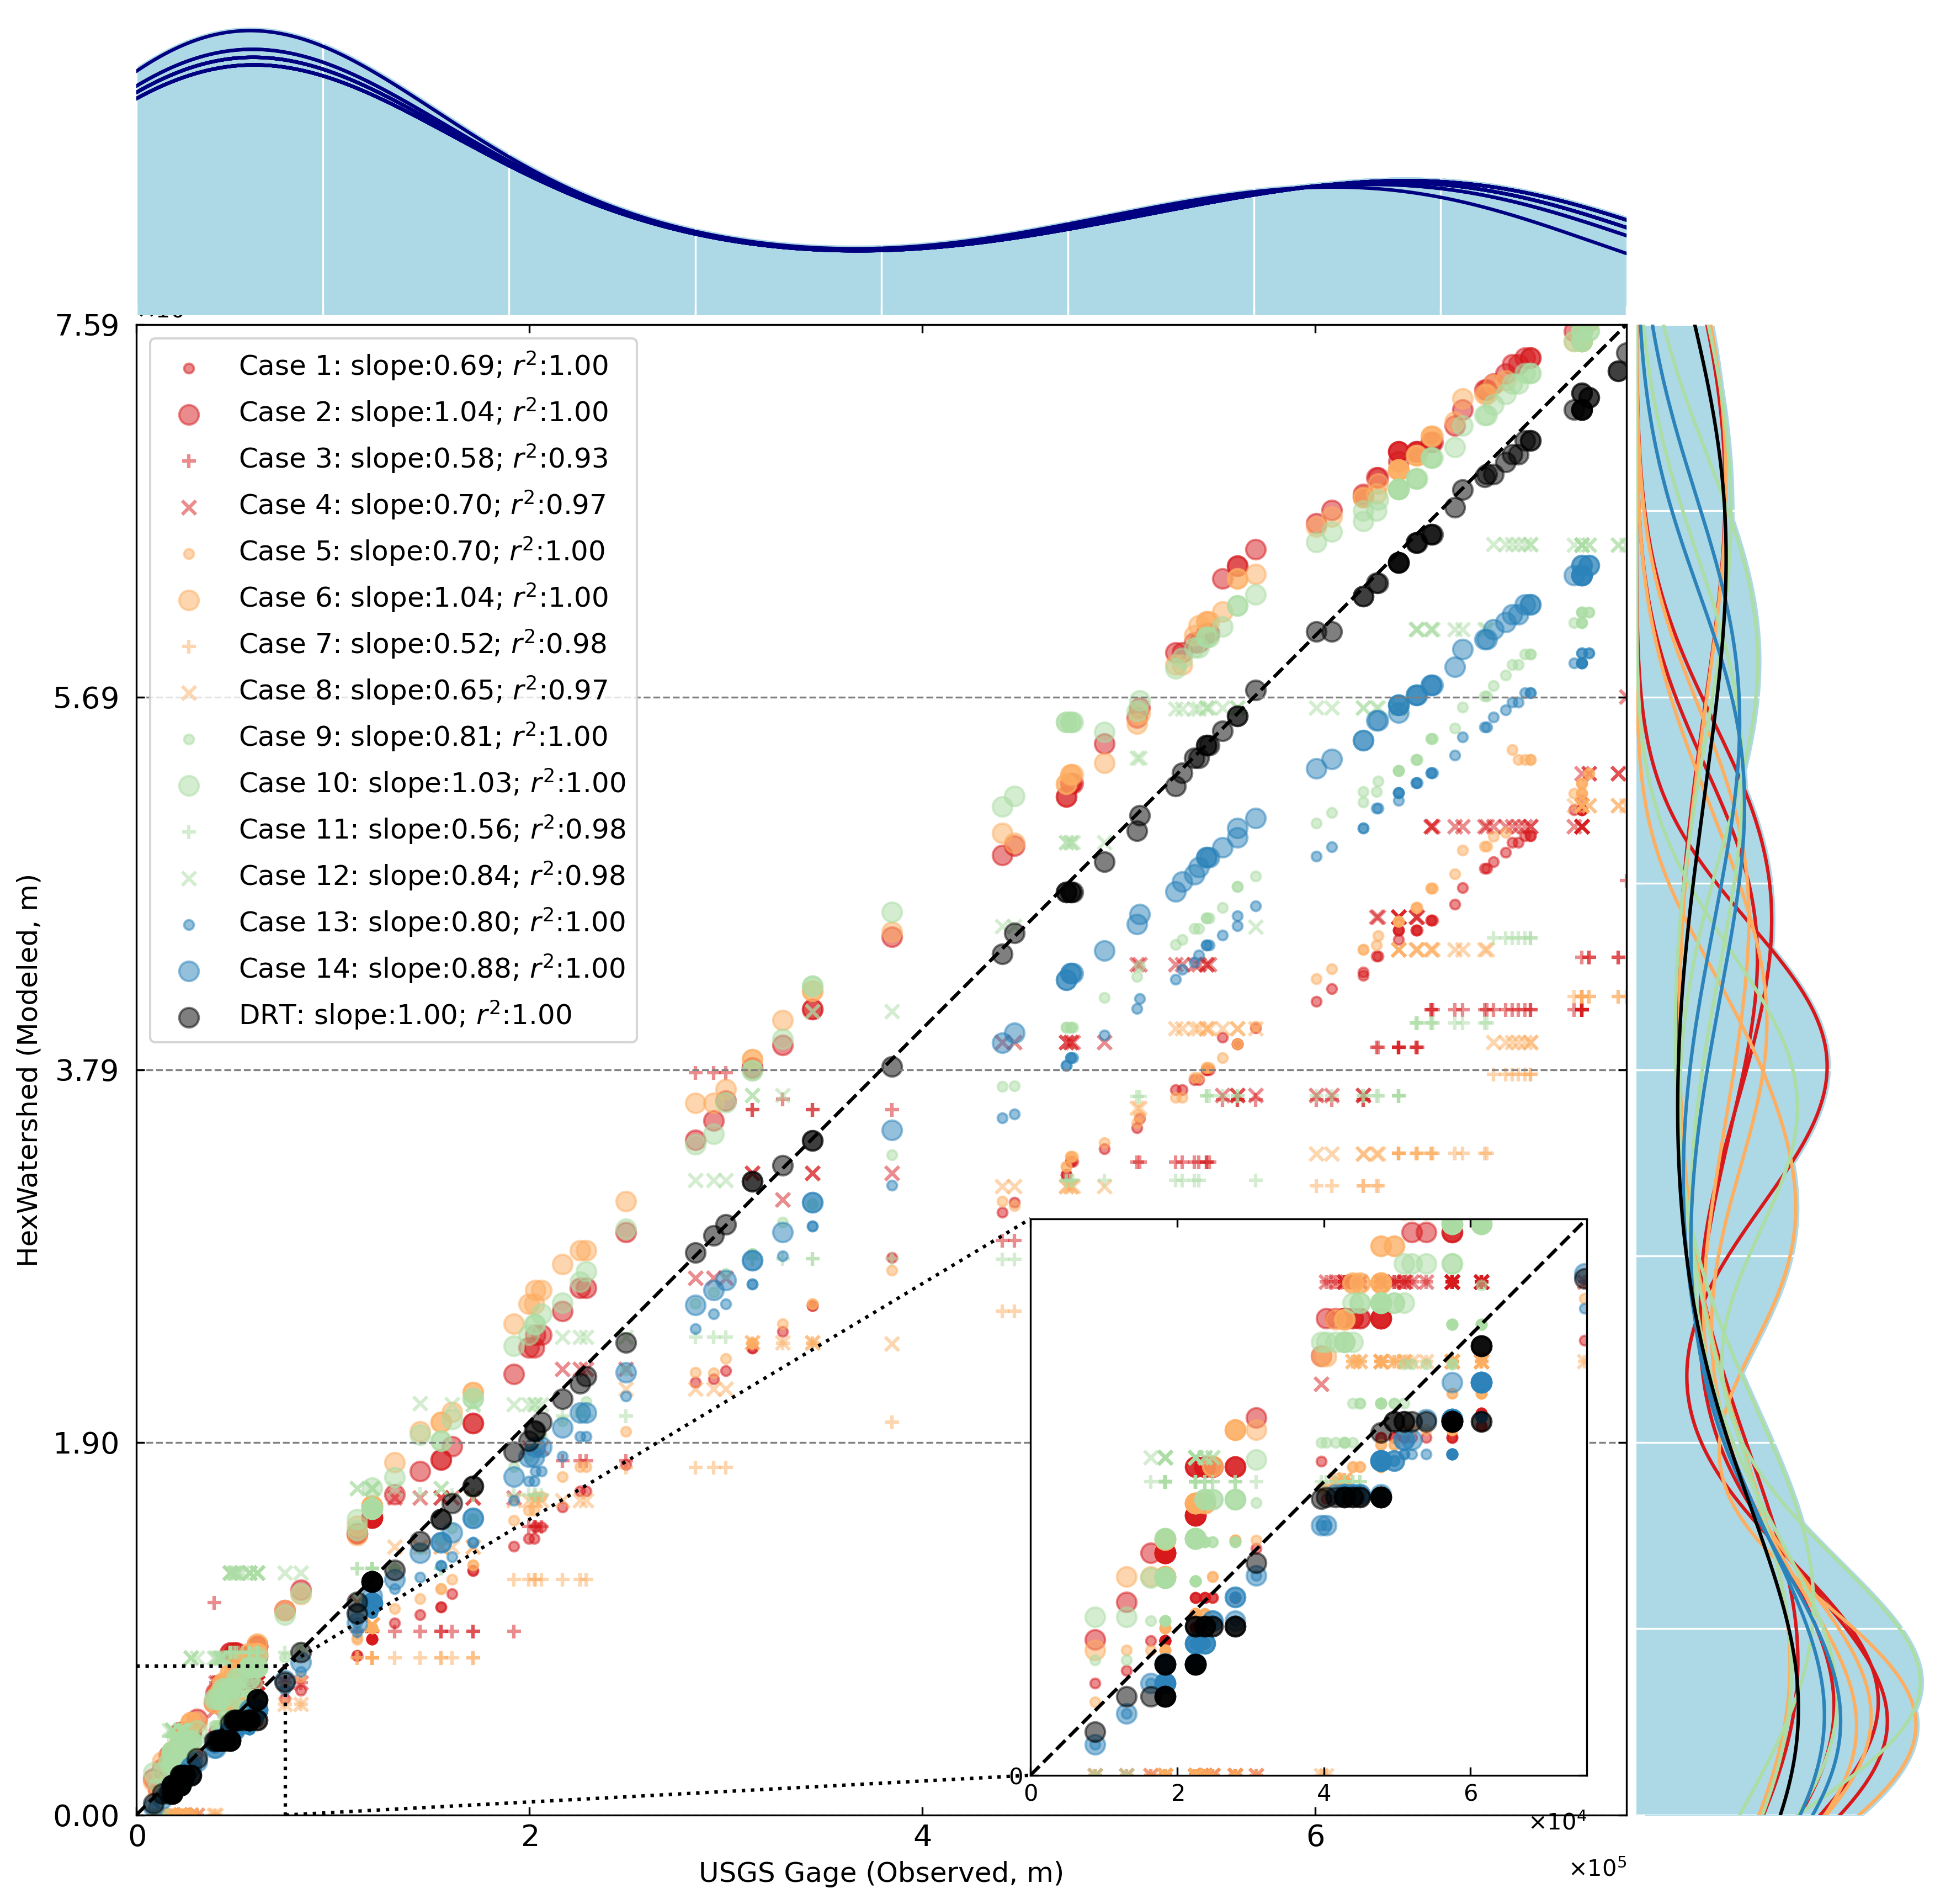 7.59
5.69
3.79
1.90
0.00
HexWatershed (Modeled, m)
Case 1: slope:0.69; r²:1.00
Case 2: slope:1.04; r²:1.00
Case 3: slope:0.58; r²:0.93
Case 4: slope:0.70; r²:0.97
Case 5: slope:0.70; r²:1.00
Case 6: slope:1.04; r²:1.00
Case 7: slope:0.52; r²:0.98
Case 8: slope:0.65; r²:0.97
Case 9: slope:0.81; r²:1.00
Case 10: slope:1.03; r²:1.00
Case 11: slope:0.56; r²:0.98
Case 12: slope:0.84; r²:0.98
Case 13: slope:0.80; r²:1.00
Case 14: slope:0.88; r²:1.00
DRT: slope:1.00; r²:1.00
0
0 2 4 6
×10⁴
0 2 4 6
×10⁵
USGS Gage (Observed, m)